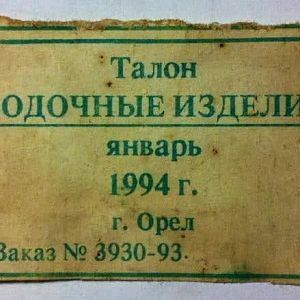 Талон
ОДОЧНЫЕ ИЗДЕЛИ
январь
1994 г.
г. Орел
Заказ № 3930-93.